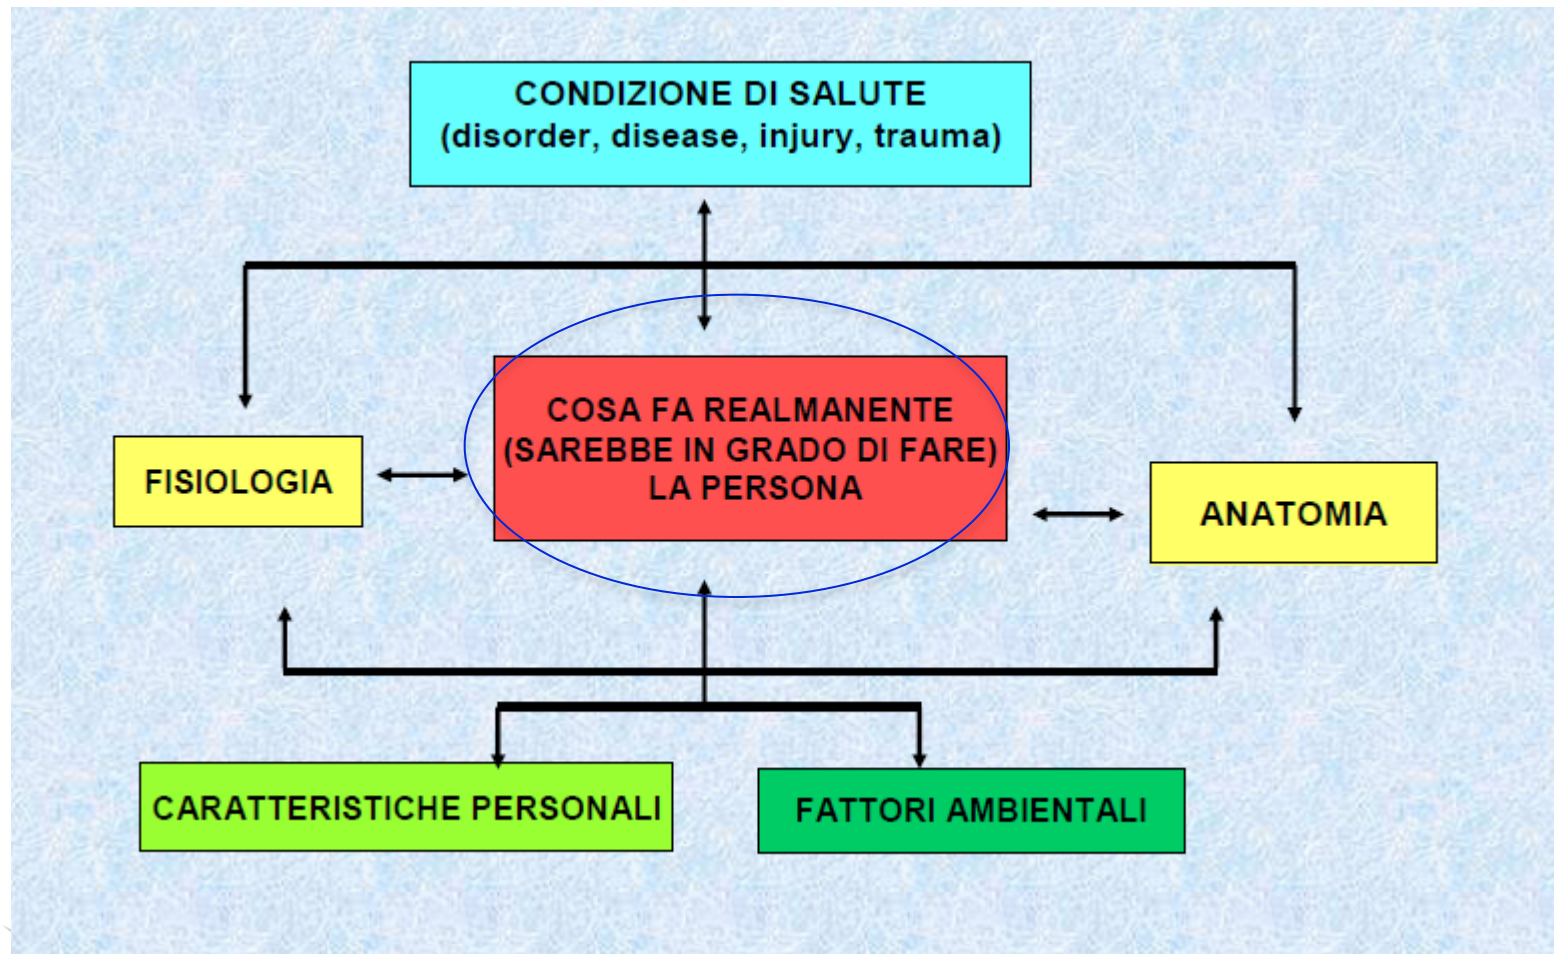 CONDIZIONE DI SALUTE
(disorder, disease, injury, trauma)
COSA FA REALMANENTE
(SAREBBE IN GRADO DI FARE)
LA PERSONA
FISIOLOGIA
ANATOMIA
CARATTERISTICHE PERSONALI
FATTORI AMBIENTALI